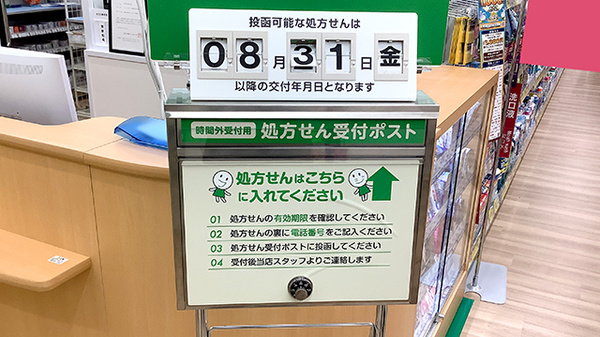 投函可能な処方せんは
08月31日金
以降の交付年月日となります
時間外受付用 処方せん受付ポスト
処方せんはこちら
に入れてください
01 処方せんの有効期限を確認してください
02 処方せんの裏に電話番号をご記入ください
03 処方せん受付ポストに投函してください
04 受付後当店スタッフよりご連絡します
洗口液